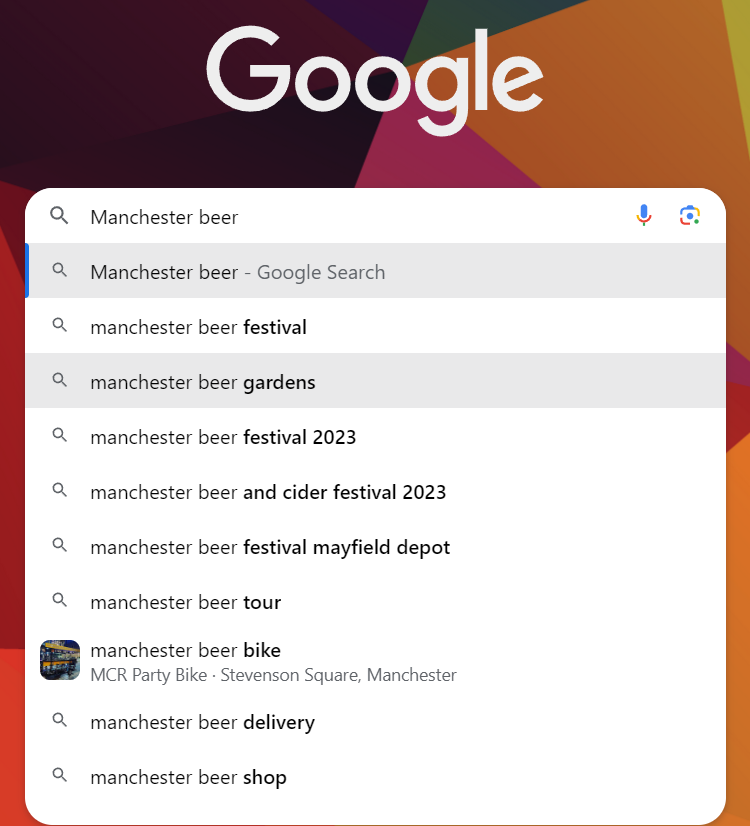 Google
Manchester beer
Manchester beer - Google Search
manchester beer festival
manchester beer gardens
manchester beer festival 2023
manchester beer and cider festival 2023
manchester beer festival mayfield depot
manchester beer tour
manchester beer bike
MCR Party Bike · Stevenson Square, Manchester
manchester beer delivery
manchester beer shop